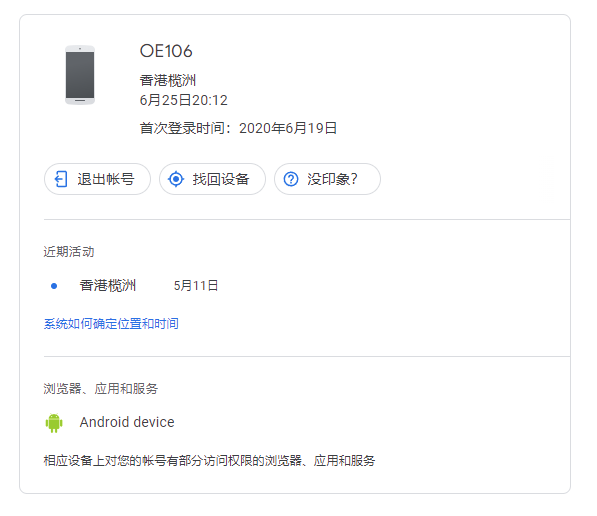 OE106
香港榄洲
6月25日20:12
首次登录时间：2020年6月19日
退出帐号
找回设备
没印象？
近期活动
香港榄洲
5月11日
系统如何确定位置和时间
浏览器、应用和服务
Android device
相应设备上对您的帐号有部分访问权限的浏览器、应用和服务